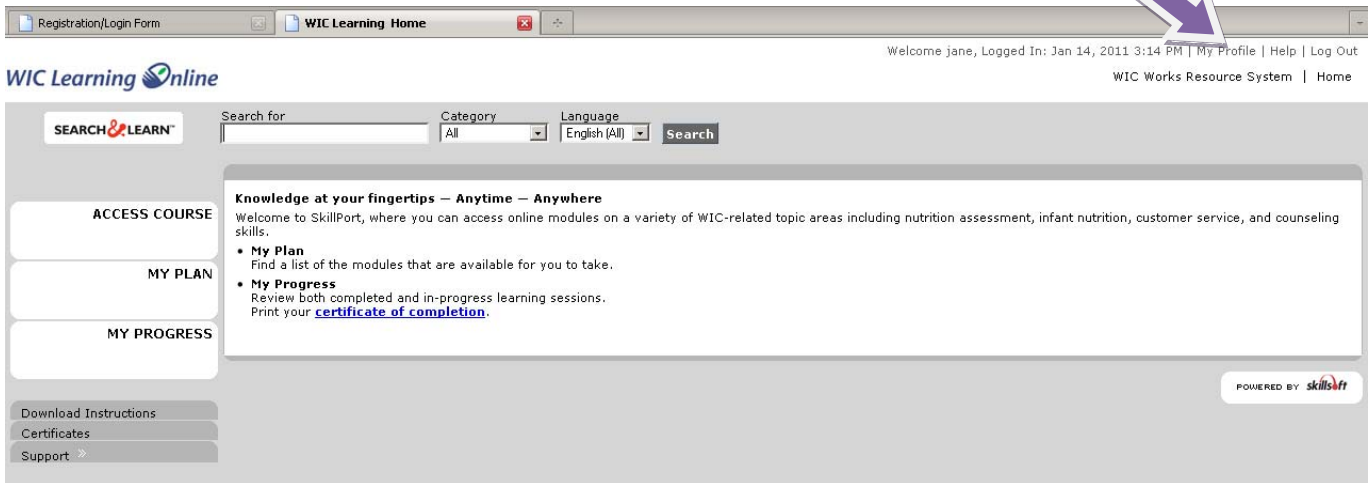 Registration/Login Form
WIC Learning Home
Welcome jane, Logged In: Jan 14, 2011 3:14 PM | My Profile | Help | Log Out
WIC Learning Online
WIC Works Resource System | Home
SEARCH & LEARN™
Search for
Category
Language
All
English (All)
Search
Knowledge at your fingertips — Anytime — Anywhere
ACCESS COURSE
Welcome to SkillPort, where you can access online modules on a variety of WIC-related topic areas including nutrition assessment, infant nutrition, customer service, and counseling
skills.
• My Plan
Find a list of the modules that are available for you to take.
MY PLAN
• My Progress
Review both completed and in-progress learning sessions.
Print your certificate of completion.
MY PROGRESS
POWERED BY skillsoft
Download Instructions
Certificates
Support »